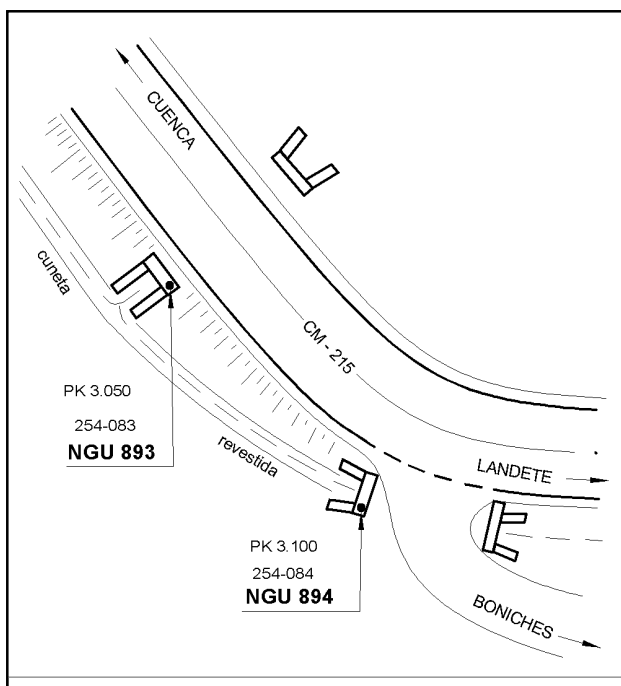 CUENCA
cuneta
CM - 215
PK 3.050
254-083
NGU 893
revestida
LANDETE
PK 3.100
254-084
NGU 894
BONICHES